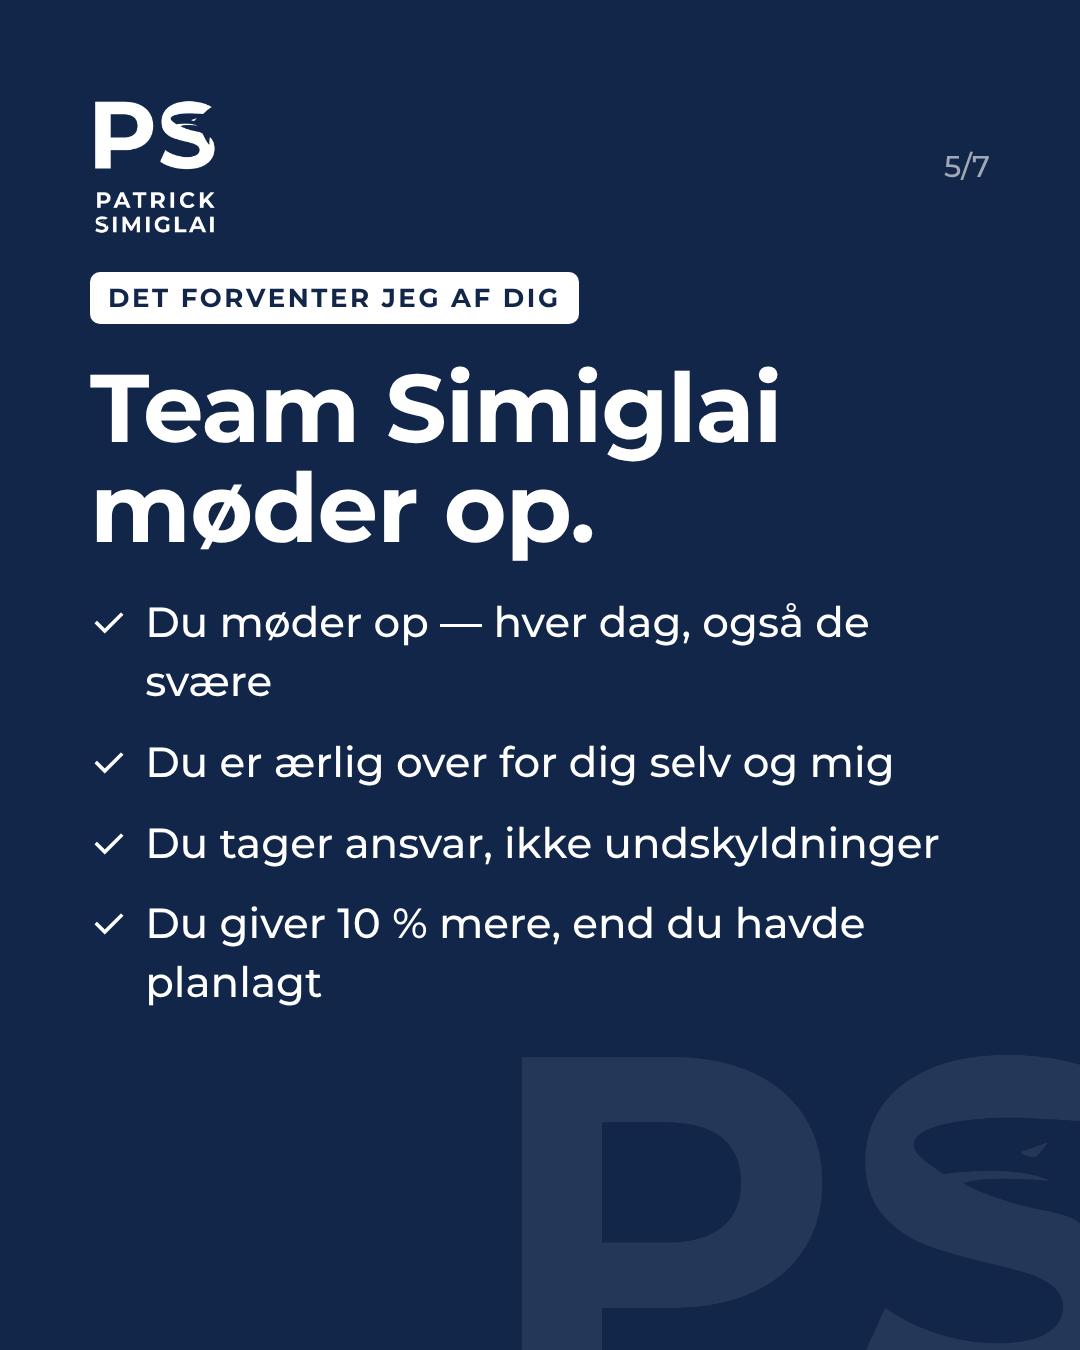 PS
PATRICK
SIMIGLAI
5/7
DET FORVENTER JEG AF DIG
Team Simiglai
møder op.
Du møder op — hver dag, også de
svære
Du er ærlig over for dig selv og mig
Du tager ansvar, ikke undskyldninger
Du giver 10 % mere, end du havde
planlagt
PS